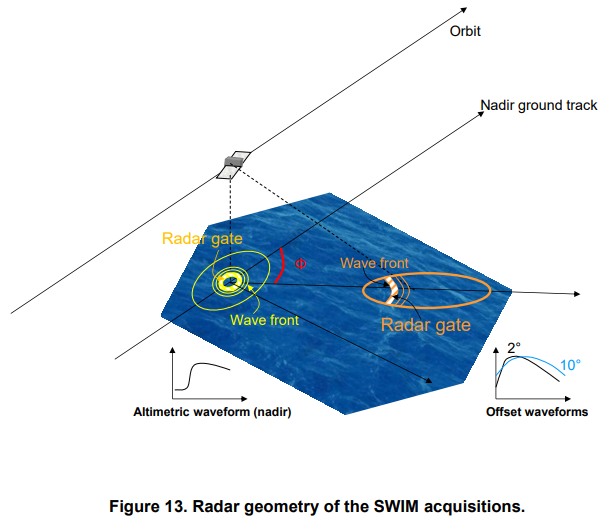 Orbit
Nadir ground track
Radar gate
Φ
Wave front
Wave front
Radar gate
2°
10°
Altimetric waveform (nadir)
Offset waveforms
Figure 13. Radar geometry of the SWIM acquisitions.